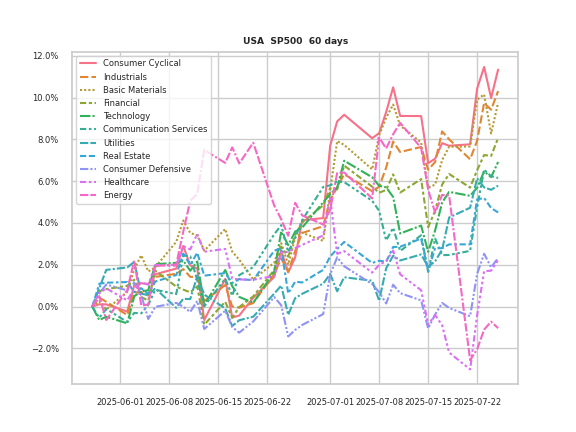 USA  SP500  60 days
12.0%
10.0%
8.0%
6.0%
4.0%
2.0%
0.0%
−2.0%
Consumer Cyclical
Industrials
Basic Materials
Financial
Technology
Communication Services
Utilities
Real Estate
Consumer Defensive
Healthcare
Energy
2025-06-01 2025-06-08 2025-06-15 2025-06-22 2025-07-01 2025-07-08 2025-07-15 2025-07-22